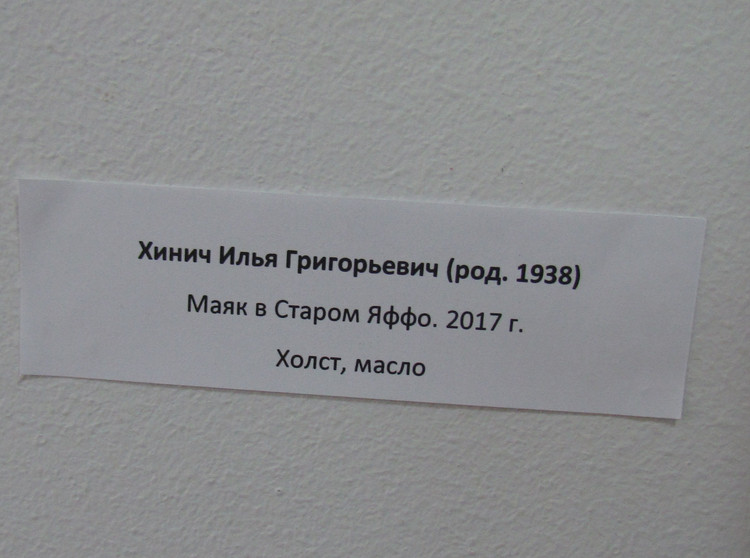 Хинич Илья Григорьевич (род. 1938)
Маяк в Старом Яффо. 2017 г.
Холст, масло